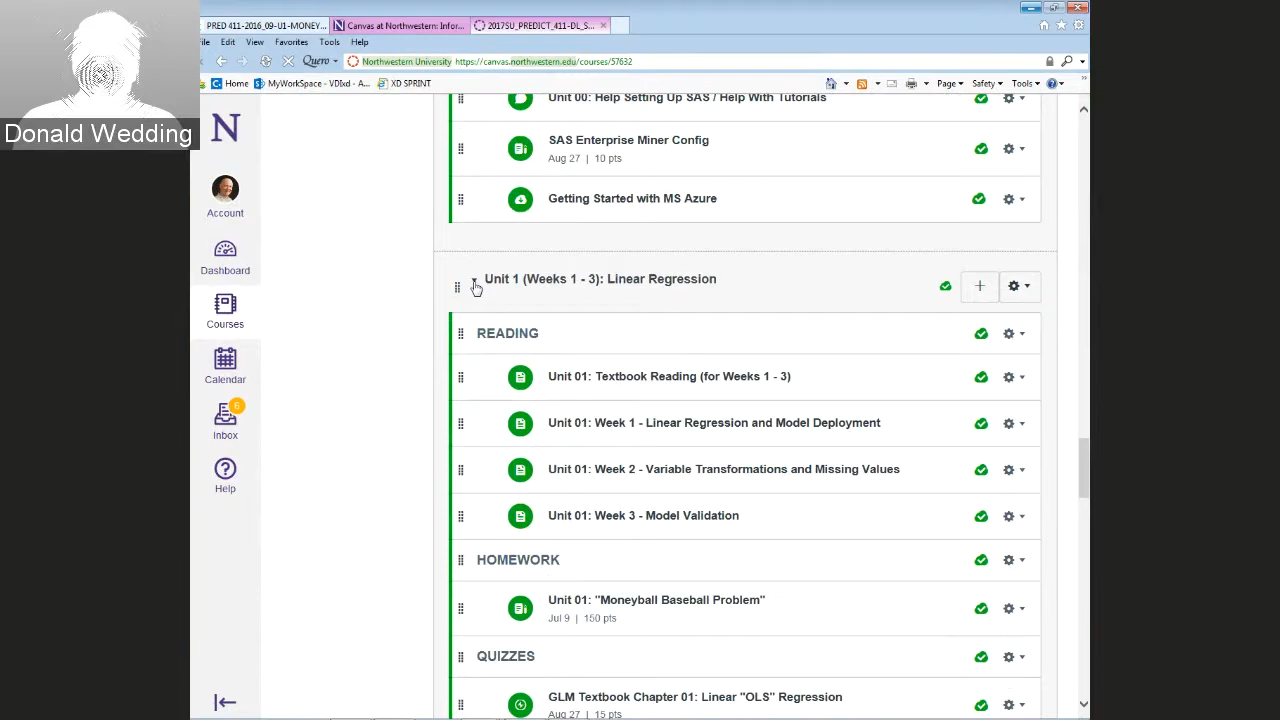 PRED 411-2016_09-U1-MONEY...
Canvas at Northwestern: Infor...
2017SU_PREDICT_411-DL_S...
File Edit View Favorites Tools Help
Quero
Northwestern University https://canvas.northwestern.edu/courses/57632
Home MyWorkSpace - VDIxd - A... XD SPRINT
Page Safety Tools
Donald Wedding
N
Account
Dashboard
Courses
Calendar
6
Inbox
Help
Unit 00: Help Setting Up SAS / Help With Tutorials
SAS Enterprise Miner Config
Aug 27 | 10 pts
Getting Started with MS Azure
Unit 1 (Weeks 1 - 3): Linear Regression
READING
Unit 01: Textbook Reading (for Weeks 1 - 3)
Unit 01: Week 1 - Linear Regression and Model Deployment
Unit 01: Week 2 - Variable Transformations and Missing Values
Unit 01: Week 3 - Model Validation
HOMEWORK
Unit 01: "Moneyball Baseball Problem"
Jul 9 | 150 pts
QUIZZES
GLM Textbook Chapter 01: Linear "OLS" Regression
Aug 27 | 15 pts